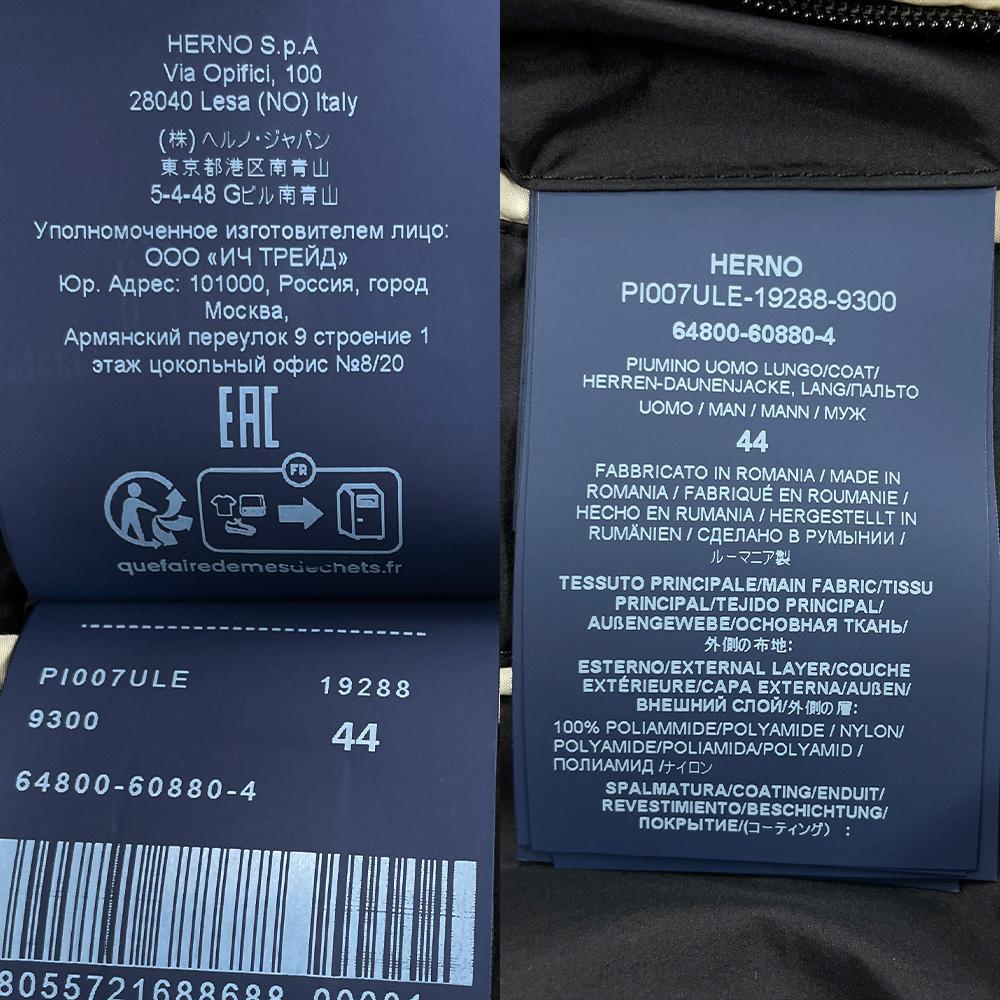 HERNO S.p.A
Via Opifici, 100
28040 Lesa (NO) Italy
(株) ヘルノ・ジャパン
東京都港区南青山
5-4-48 Gビル南青山
Уполномоченное изготовителем лицо:
ООО «ИЧ ТРЕЙД»
Юр. Адрес: 101000, Россия, город
Москва,
Армянский переулок 9 строение 1
этаж цокольный офис №8/20
EAC
FR
quefairedemesdechets.fr
PI007ULE 19288
9300 44
64800-60880-4
8055721688688
HERNO
PI007ULE-19288-9300
64800-60880-4
PIUMINO UOMO LUNGO/COAT/
HERREN-DAUNENJACKE, LANG/ПАЛЬТО
UOMO / MAN / MANN / МУЖ
44
FABBRICATO IN ROMANIA / MADE IN
ROMANIA / FABRIQUÉ EN ROUMANIE /
HECHO EN RUMANIA / HERGESTELLT IN
RUMÄNIEN / СДЕЛАНО В РУМЫНИИ /
ルーマニア製
TESSUTO PRINCIPALE/MAIN FABRIC/TISSU
PRINCIPAL/TEJIDO PRINCIPAL/
AUßENGEWEBE/ОСНОВНАЯ ТКАНЬ/
外側の布地:
ESTERNO/EXTERNAL LAYER/COUCHE
EXTÉRIEURE/CAPA EXTERNA/AUßEN/
ВНЕШНИЙ СЛОЙ/外側の層:
100% POLIAMMIDE/POLYAMIDE / NYLON/
POLYAMIDE/POLIAMIDA/POLYAMID /
ПОЛИАМИД /ナイロン
SPALMATURA/COATING/ENDUIT/
REVESTIMIENTO/BESCHICHTUNG/
ПОКРЫТИЕ/(コーティング) :